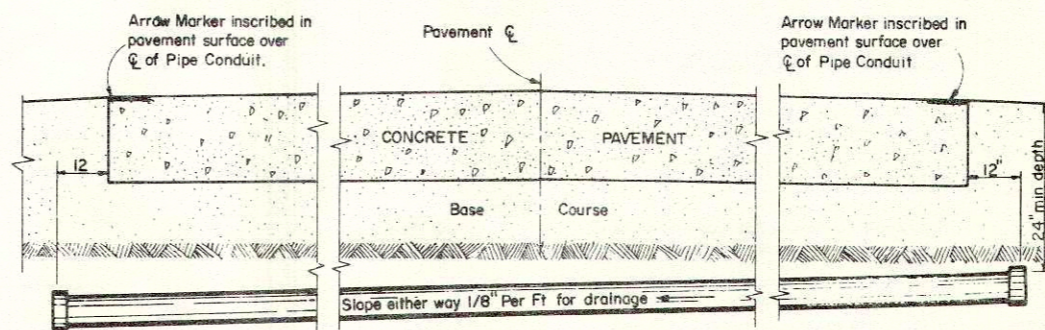 Arrow Marker inscribed in
pavement surface over
℄ of Pipe Conduit.
Pavement ℄
Arrow Marker inscribed in
pavement surface over
℄ of Pipe Conduit
CONCRETE PAVEMENT
12
12"
24" min depth
Base Course
Slope either way 1/8" Per Ft for drainage